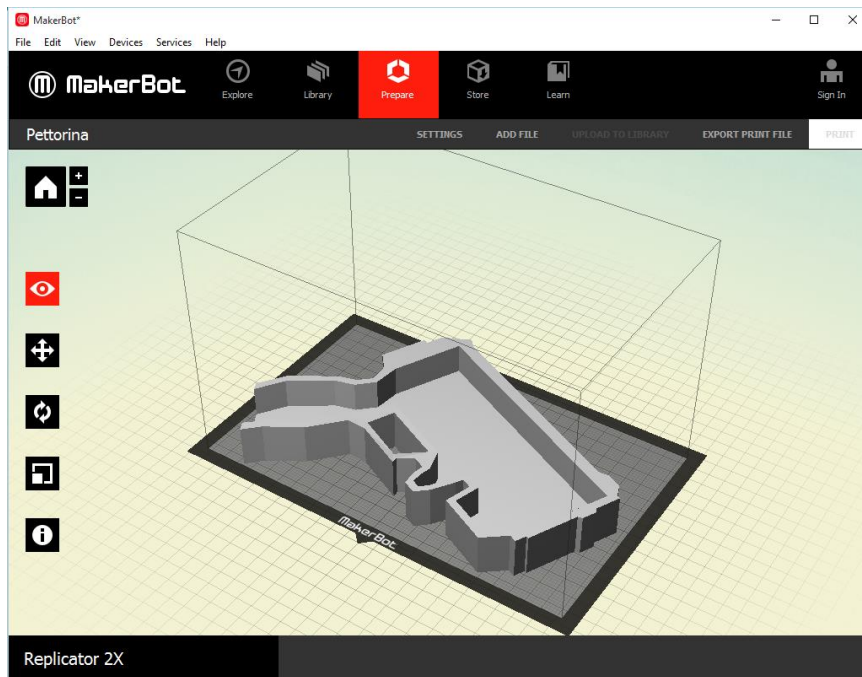 MakerBot*
File Edit View Devices Services Help
MakerBot
Explore Library Prepare Store Learn Sign In
Pettorina SETTINGS ADD FILE UPLOAD TO LIBRARY EXPORT PRINT FILE PRINT
MakerBot
Replicator 2X